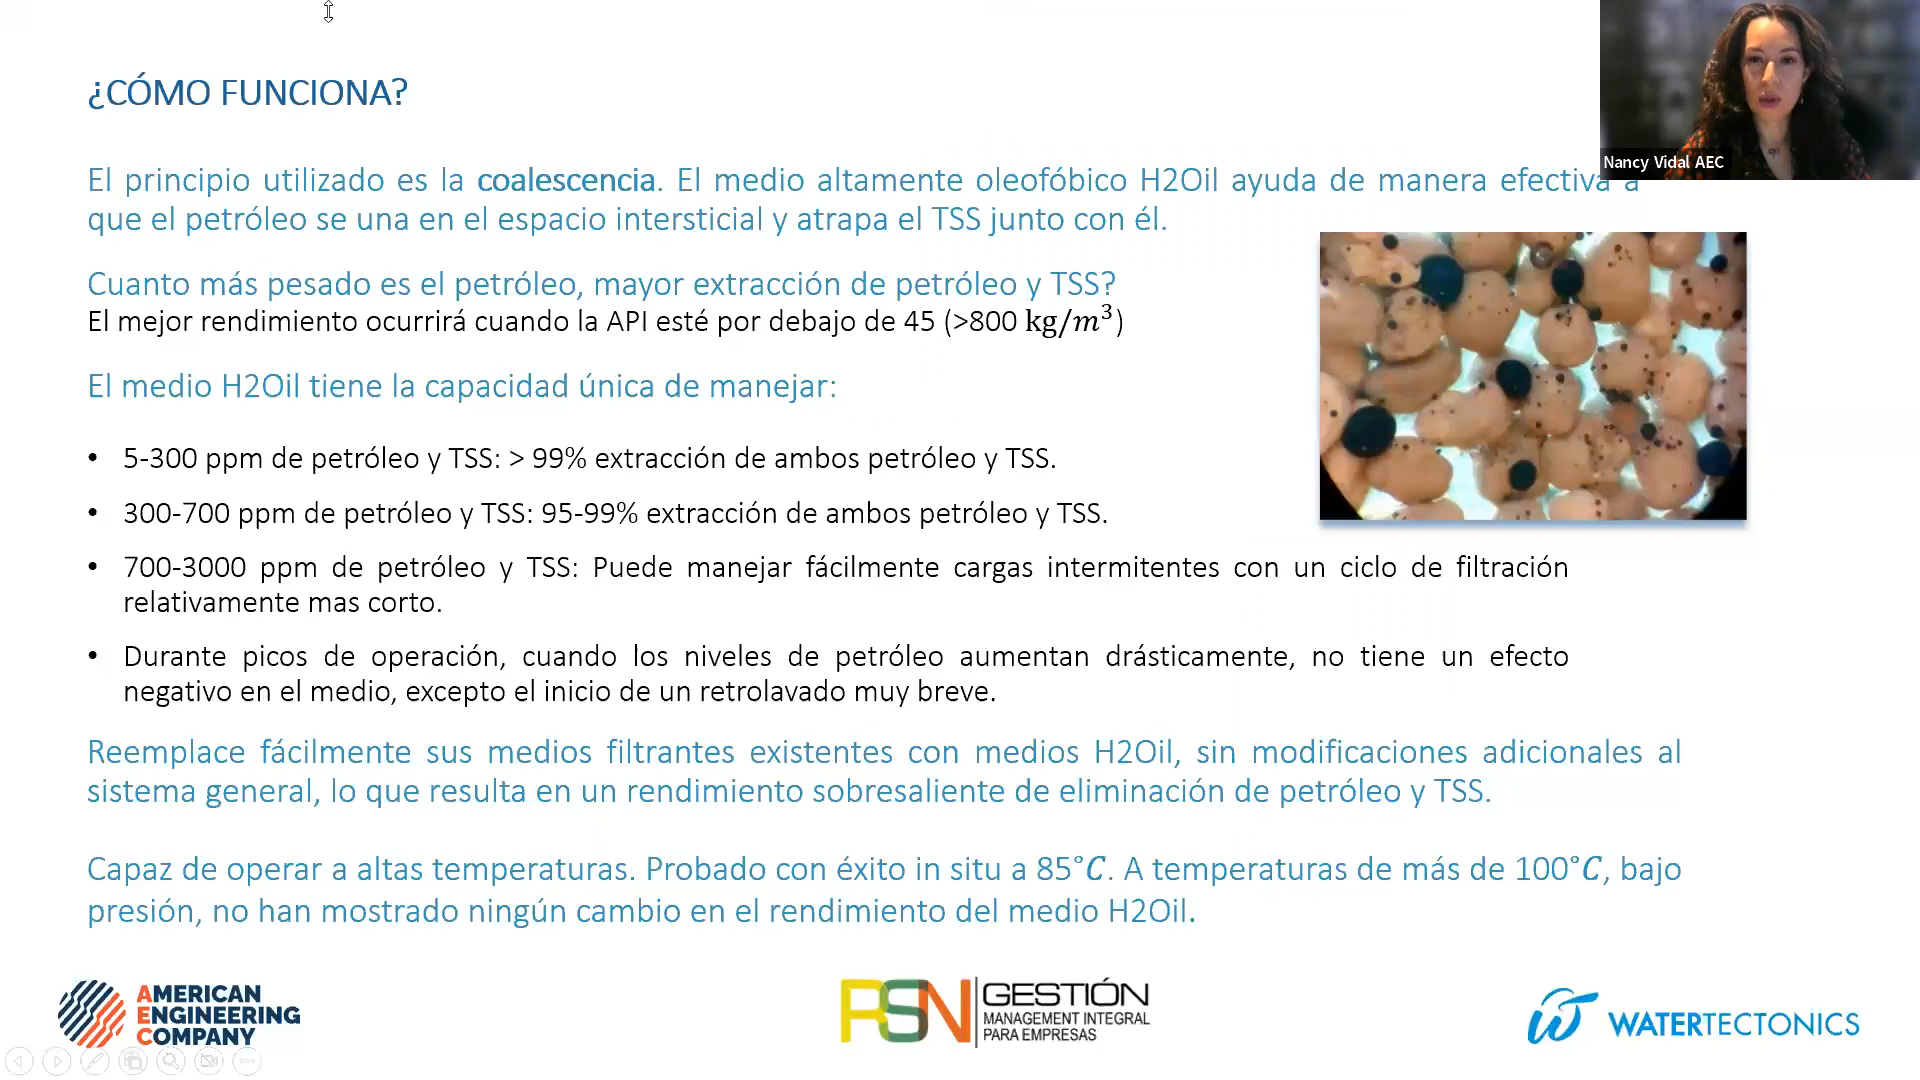 ¿CÓMO FUNCIONA?
Nancy Vidal AEC
El principio utilizado es la coalescencia. El medio altamente oleofóbico H2Oil ayuda de manera efectiva a
que el petróleo se una en el espacio intersticial y atrapa el TSS junto con él.
Cuanto más pesado es el petróleo, mayor extracción de petróleo y TSS?
El mejor rendimiento ocurrirá cuando la API esté por debajo de 45 (>800 kg/m³)
El medio H2Oil tiene la capacidad única de manejar:
• 5-300 ppm de petróleo y TSS: > 99% extracción de ambos petróleo y TSS.
• 300-700 ppm de petróleo y TSS: 95-99% extracción de ambos petróleo y TSS.
• 700-3000 ppm de petróleo y TSS: Puede manejar fácilmente cargas intermitentes con un ciclo de filtración
relativamente mas corto.
• Durante picos de operación, cuando los niveles de petróleo aumentan drásticamente, no tiene un efecto
negativo en el medio, excepto el inicio de un retrolavado muy breve.
Reemplace fácilmente sus medios filtrantes existentes con medios H2Oil, sin modificaciones adicionales al
sistema general, lo que resulta en un rendimiento sobresaliente de eliminación de petróleo y TSS.
Capaz de operar a altas temperaturas. Probado con éxito in situ a 85°C. A temperaturas de más de 100°C, bajo
presión, no han mostrado ningún cambio en el rendimiento del medio H2Oil.
AMERICAN
ENGINEERING
COMPANY
RSN GESTIÓN
MANAGEMENT INTEGRAL
PARA EMPRESAS
WATERTECTONICS